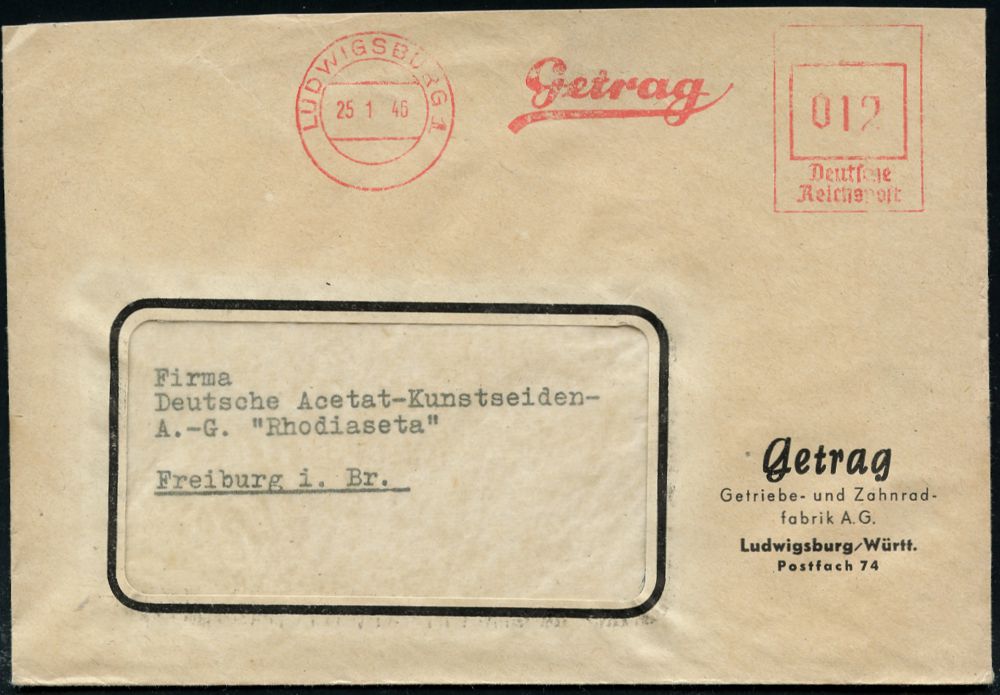 LUDWIGSBURG 1
25 1 46
Getrag
012
Deutsche
Reichspost
Firma
Deutsche Acetat-Kunstseiden-
A.-G. "Rhodiaseta"
Freiburg i. Br.
Getrag
Getriebe- und Zahnrad-
fabrik A.G.
Ludwigsburg/Württ.
Postfach 74